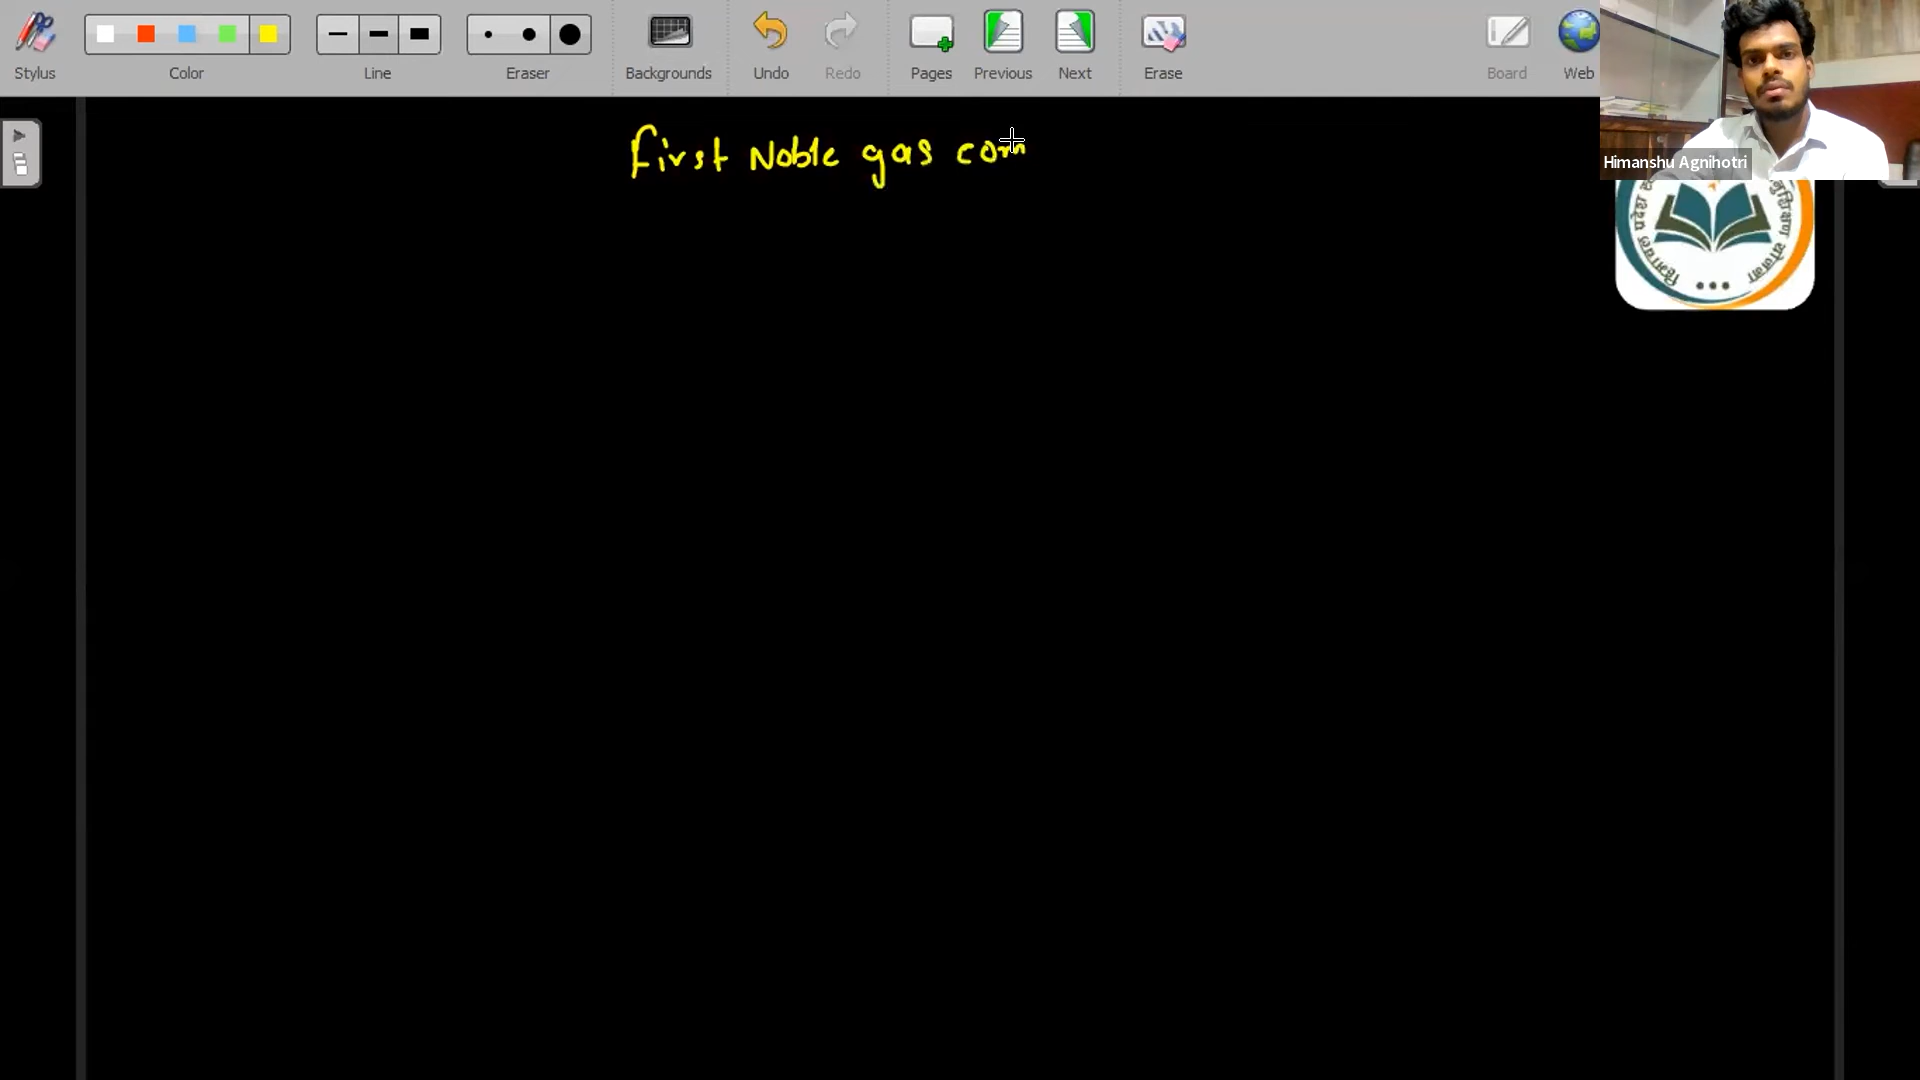 Stylus Color Line Eraser Backgrounds Undo Redo Pages Previous Next Erase Board Web
Himanshu Agnihotri
First Noble gas com